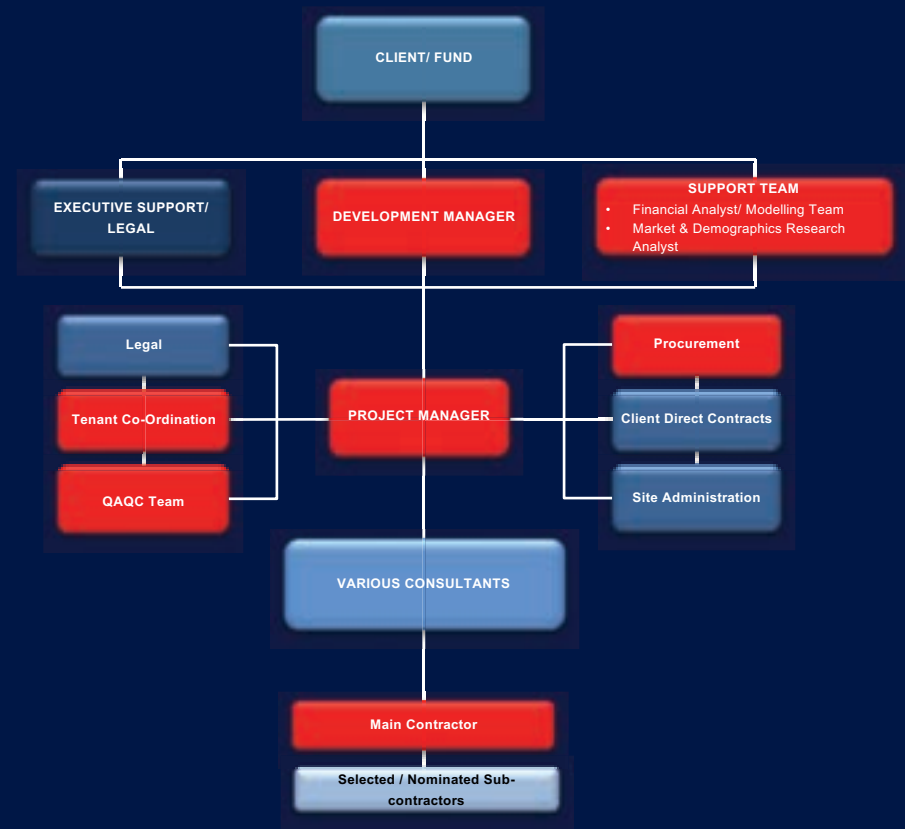 CLIENT/ FUND
EXECUTIVE SUPPORT/
LEGAL
DEVELOPMENT MANAGER
SUPPORT TEAM
• Financial Analyst/ Modelling Team
• Market & Demographics Research
Analyst
Legal
Tenant Co-Ordination
QAQC Team
PROJECT MANAGER
Procurement
Client Direct Contracts
Site Administration
VARIOUS CONSULTANTS
Main Contractor
Selected / Nominated Sub-
contractors